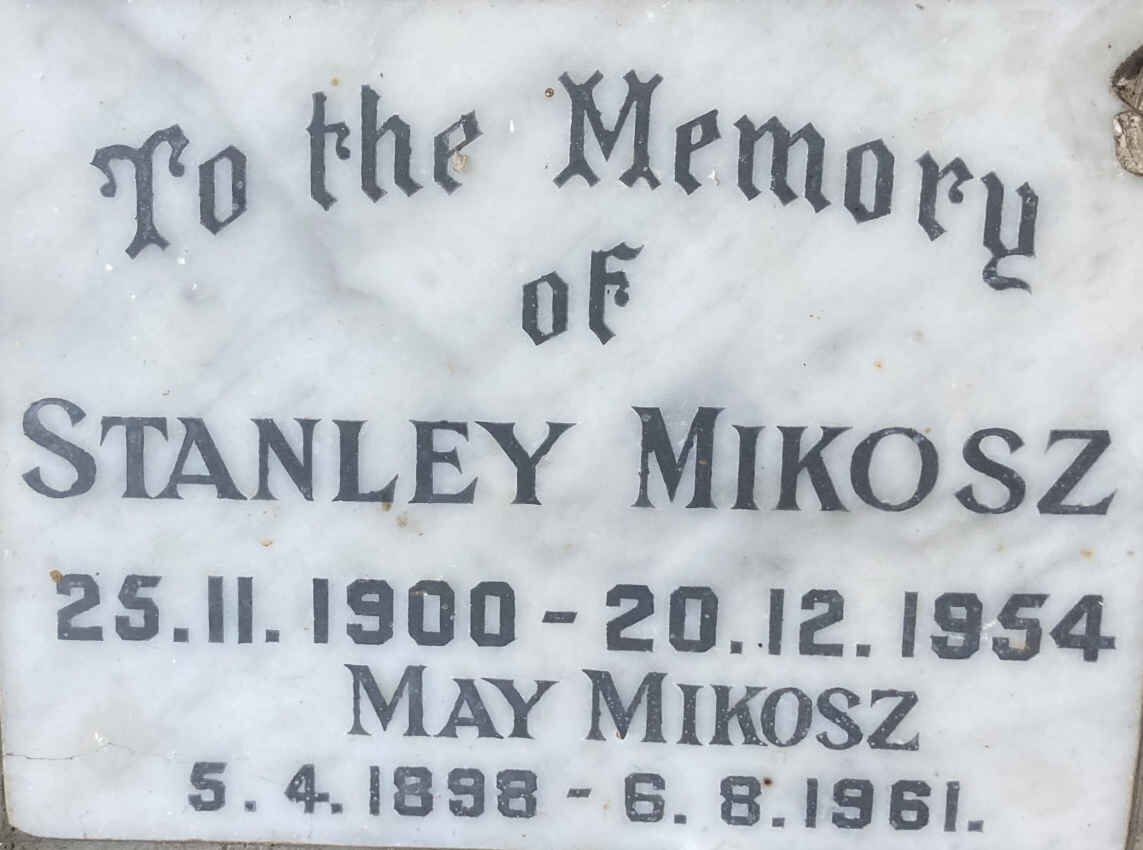 To the Memory
of
STANLEY MIKOSZ
25.11.1900 - 20.12.1954
MAY MIKOSZ
5.4.1898 - 6.8.1961.